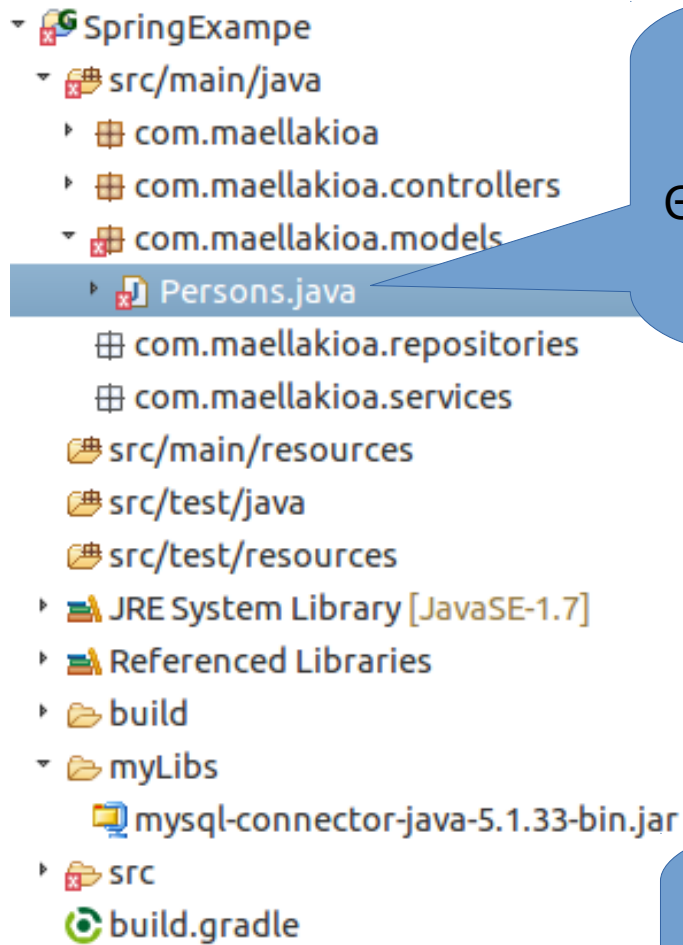 SpringExampe
src/main/java
com.maellakioa
com.maellakioa.controllers
com.maellakioa.models
Persons.java
com.maellakioa.repositories
com.maellakioa.services
src/main/resources
src/test/java
src/test/resources
JRE System Library [JavaSE-1.7]
Referenced Libraries
build
myLibs
mysql-connector-java-5.1.33-bin.jar
src
build.gradle